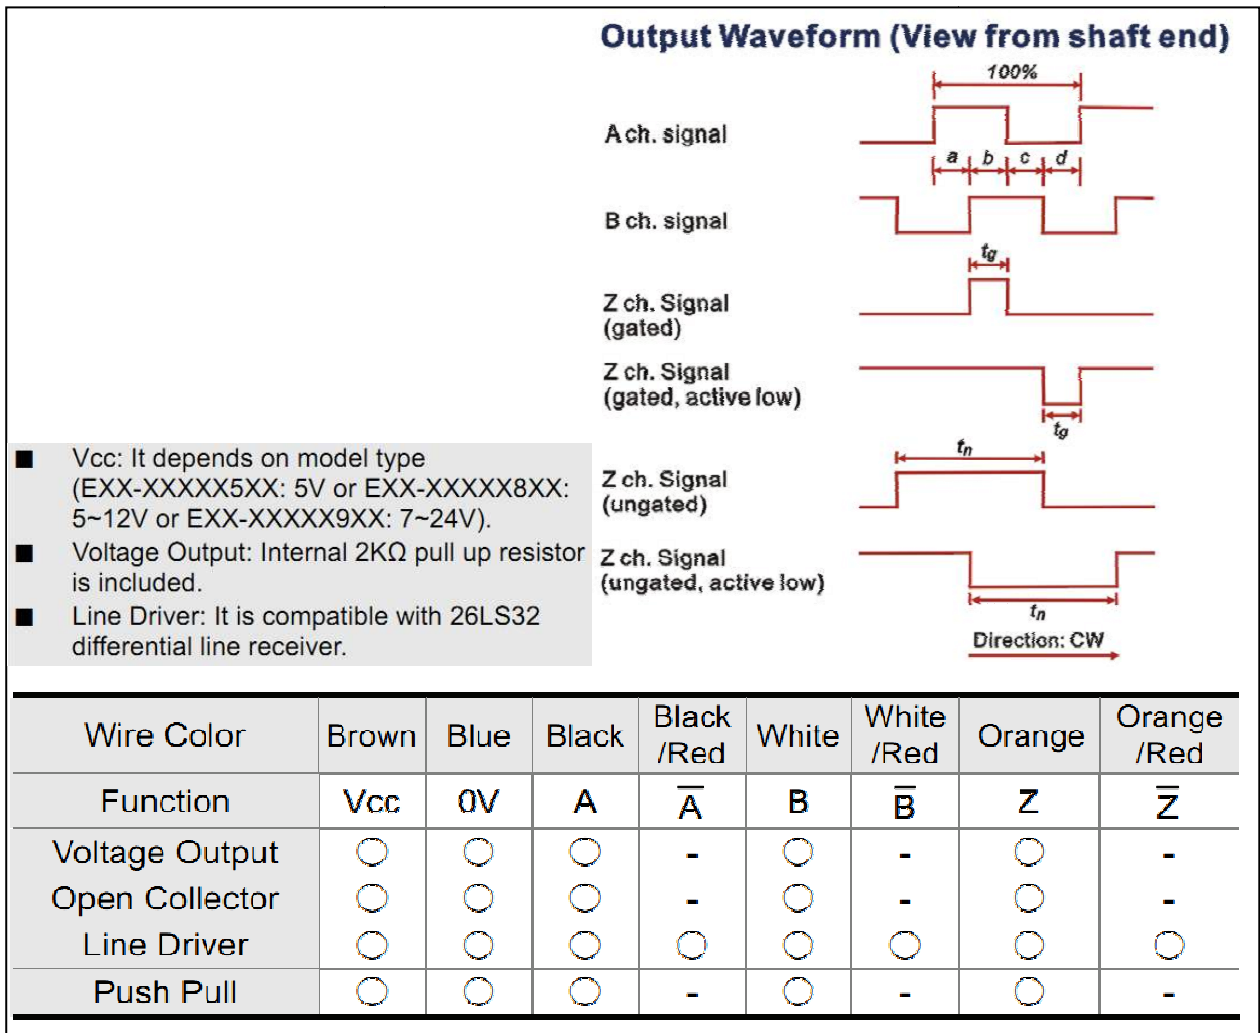 Output Waveform (View from shaft end)
100%
A ch. signal
a b c d
B ch. signal
tg
Z ch. Signal
(gated)
Z ch. Signal
(gated, active low)
tg
tn
Z ch. Signal
(ungated)
Z ch. Signal
(ungated, active low)
tn
Direction: CW
■ Vcc: It depends on model type
(EXX-XXXXX5XX: 5V or EXX-XXXXX8XX:
5~12V or EXX-XXXXX9XX: 7~24V).
■ Voltage Output: Internal 2KΩ pull up resistor
is included.
■ Line Driver: It is compatible with 26LS32
differential line receiver.
Wire Color Brown Blue Black Black/Red White White/Red Orange Orange/Red
Function Vcc 0V A A̅ B B̅ Z Z̅
Voltage Output ○ ○ ○ - ○ - ○ -
Open Collector ○ ○ ○ - ○ - ○ -
Line Driver ○ ○ ○ ○ ○ ○ ○ ○
Push Pull ○ ○ ○ - ○ - ○ -